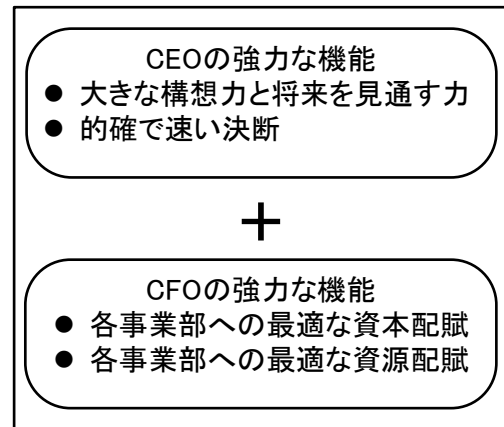 CEOの強力な機能
● 大きな構想力と将来を見通す力
● 的確で速い決断
＋
CFOの強力な機能
● 各事業部への最適な資本配賦
● 各事業部への最適な資源配賦